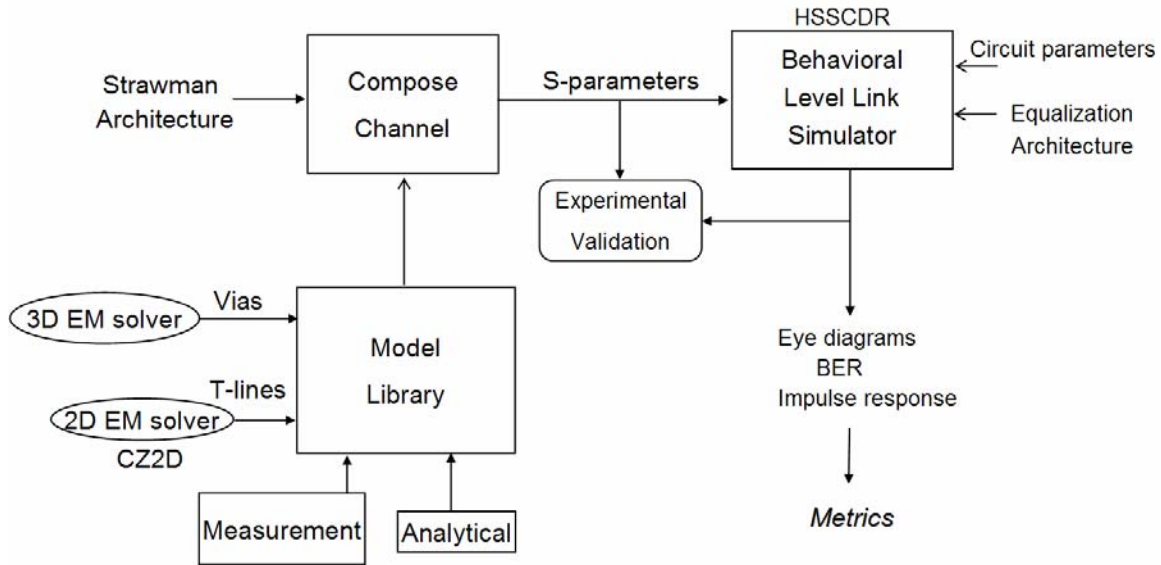 HSSCDR
Strawman
Architecture
Compose
Channel
S-parameters
Behavioral
Level Link
Simulator
Circuit parameters
Equalization
Architecture
Experimental
Validation
3D EM solver
Vias
2D EM solver
T-lines
CZ2D
Model
Library
Measurement
Analytical
Eye diagrams
BER
Impulse response
Metrics